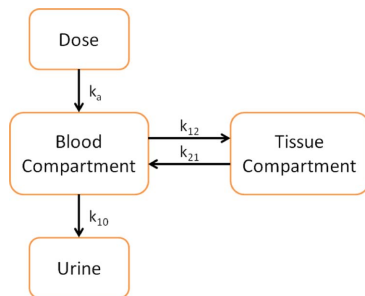 Dose
kₐ
Blood
Compartment
k₁₂
k₂₁
Tissue
Compartment
k₁₀
Urine